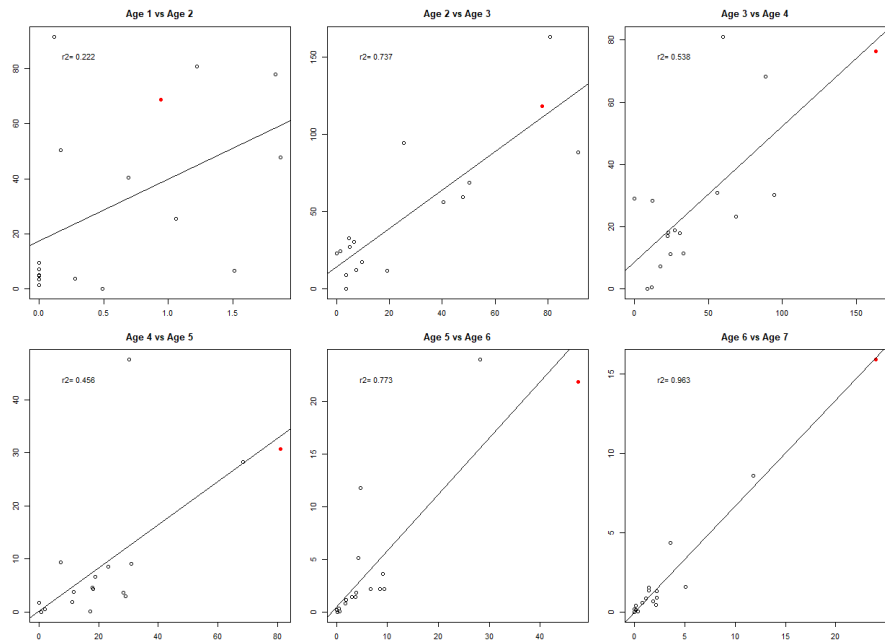 Age 1 vs Age 2
r2= 0.222
80
60
40
20
0
0.0 0.5 1.0 1.5
Age 2 vs Age 3
r2= 0.737
150
100
50
0
0 20 40 60 80
Age 3 vs Age 4
r2= 0.538
80
60
40
20
0
0 50 100 150
Age 4 vs Age 5
r2= 0.456
40
30
20
10
0
0 20 40 60 80
Age 5 vs Age 6
r2= 0.773
20
15
10
5
0
0 10 20 30 40
Age 6 vs Age 7
r2= 0.963
15
10
5
0
0 5 10 15 20